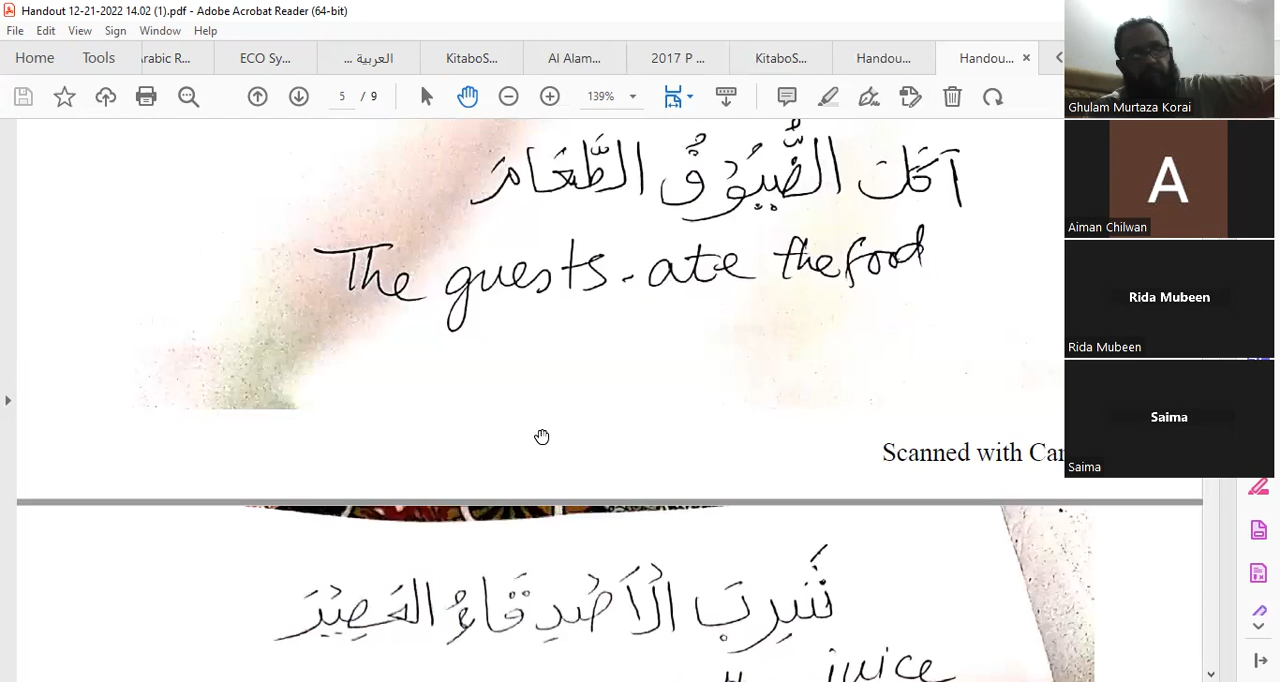 Handout 12-21-2022 14.02 (1).pdf - Adobe Acrobat Reader (64-bit)
File Edit View Sign Window Help
Home Tools \rabic R... ECO Sy... KitaboS... العربية ... Al Alam... 2017 P ... KitaboS... Handou... Handou... ×
5 / 9 139%
اَكَلَ الضُّيُوْفُ الطَّعَامَ
The guests. ate the food
Scanned with Car
شَرِبَ الْاَصْدِقَاءُ الْعَصِيْرَ
juice
Ghulam Murtaza Korai
A
Aiman Chilwan
Rida Mubeen
Rida Mubeen
Saima
Saima